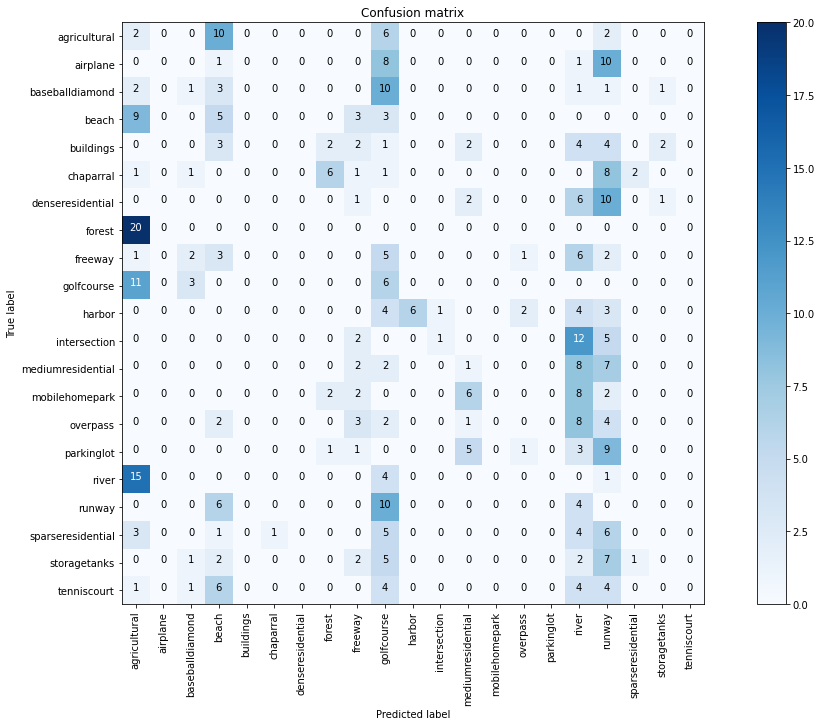 Confusion matrix
agricultural 2 0 0 10 0 0 0 0 0 6 0 0 0 0 0 0 0 2 0 0 0
airplane 0 0 0 1 0 0 0 0 0 8 0 0 0 0 0 0 1 10 0 0 0
baseballdiamond 2 0 1 3 0 0 0 0 0 10 0 0 0 0 0 0 1 1 0 1 0
beach 9 0 0 5 0 0 0 0 3 3 0 0 0 0 0 0 0 0 0 0 0
buildings 0 0 0 3 0 0 0 2 2 1 0 0 2 0 0 0 4 4 0 2 0
chaparral 1 0 1 0 0 0 0 6 1 1 0 0 0 0 0 0 0 8 2 0 0
denseresidential 0 0 0 0 0 0 0 0 1 0 0 0 2 0 0 0 6 10 0 1 0
forest 20 0 0 0 0 0 0 0 0 0 0 0 0 0 0 0 0 0 0 0 0
freeway 1 0 2 3 0 0 0 0 0 5 0 0 0 0 1 0 6 2 0 0 0
golfcourse 11 0 3 0 0 0 0 0 0 6 0 0 0 0 0 0 0 0 0 0 0
harbor 0 0 0 0 0 0 0 0 0 4 6 1 0 0 2 0 4 3 0 0 0
intersection 0 0 0 0 0 0 0 0 2 0 0 1 0 0 0 0 12 5 0 0 0
mediumresidential 0 0 0 0 0 0 0 0 2 2 0 0 1 0 0 0 8 7 0 0 0
mobilehomepark 0 0 0 0 0 0 0 2 2 0 0 0 6 0 0 0 8 2 0 0 0
overpass 0 0 0 2 0 0 0 0 3 2 0 0 1 0 0 0 8 4 0 0 0
parkinglot 0 0 0 0 0 0 0 1 1 0 0 0 5 0 1 0 3 9 0 0 0
river 15 0 0 0 0 0 0 0 0 4 0 0 0 0 0 0 0 1 0 0 0
runway 0 0 0 6 0 0 0 0 0 10 0 0 0 0 0 0 4 0 0 0 0
sparseresidential 3 0 0 1 0 1 0 0 0 5 0 0 0 0 0 0 4 6 0 0 0
storagetanks 0 0 1 2 0 0 0 0 2 5 0 0 0 0 0 0 2 7 1 0 0
tenniscourt 1 0 1 6 0 0 0 0 0 4 0 0 0 0 0 0 4 4 0 0 0
True label
agricultural
airplane
baseballdiamond
beach
buildings
chaparral
denseresidential
forest
freeway
golfcourse
harbor
intersection
mediumresidential
mobilehomepark
overpass
parkinglot
river
runway
sparseresidential
storagetanks
tenniscourt
Predicted label
20.0
17.5
15.0
12.5
10.0
7.5
5.0
2.5
0.0